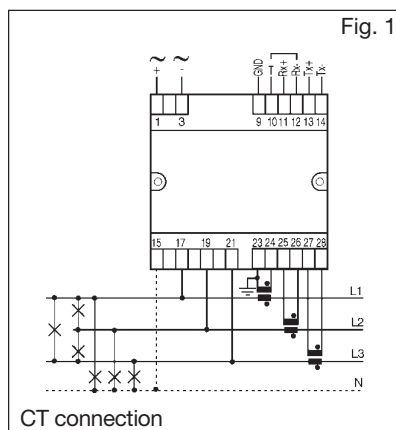 Fig. 1
~ ~
+ -
GND T Rx+ Rx- Tx+ Tx-
1 3 9 10 11 12 13 14
15 17 19 21 23 24 25 26 27 28
L1
L2
L3
N
CT connection